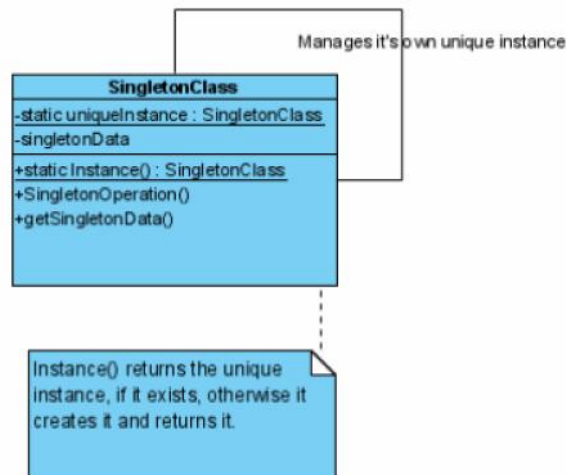 Manages it's own unique instance
SingletonClass
-static uniqueInstance : SingletonClass
-singletonData
+static Instance() : SingletonClass
+SingletonOperation()
+getSingletonData()
Instance() returns the unique
instance, if it exists, otherwise it
creates it and returns it.